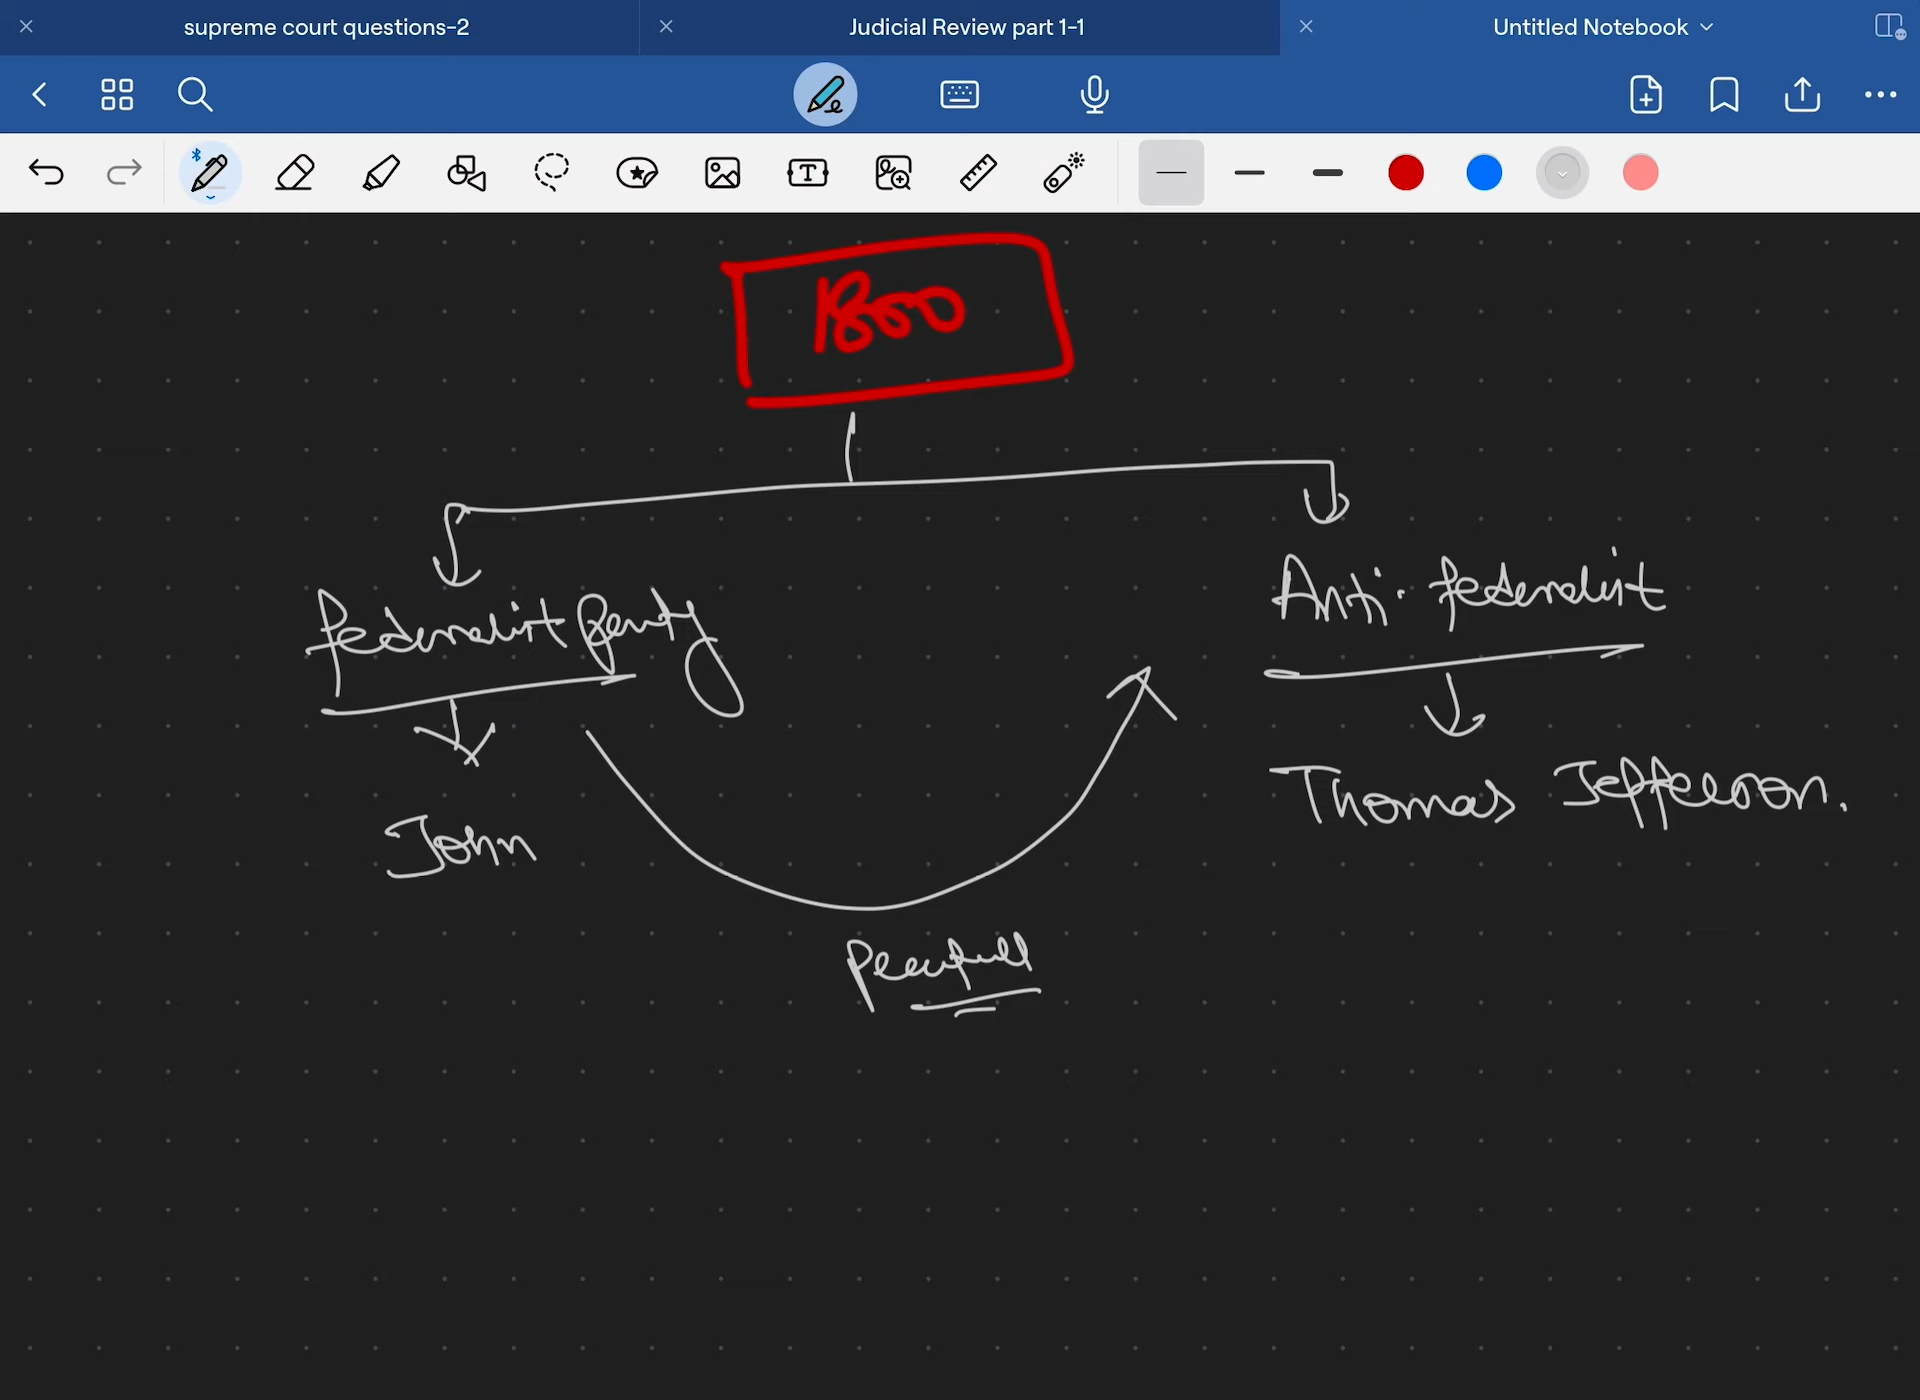 supreme court questions-2
Judicial Review part 1-1
Untitled Notebook
1800
federalist party
Anti-federalist
John
Thomas Jefferson.
Peacfull